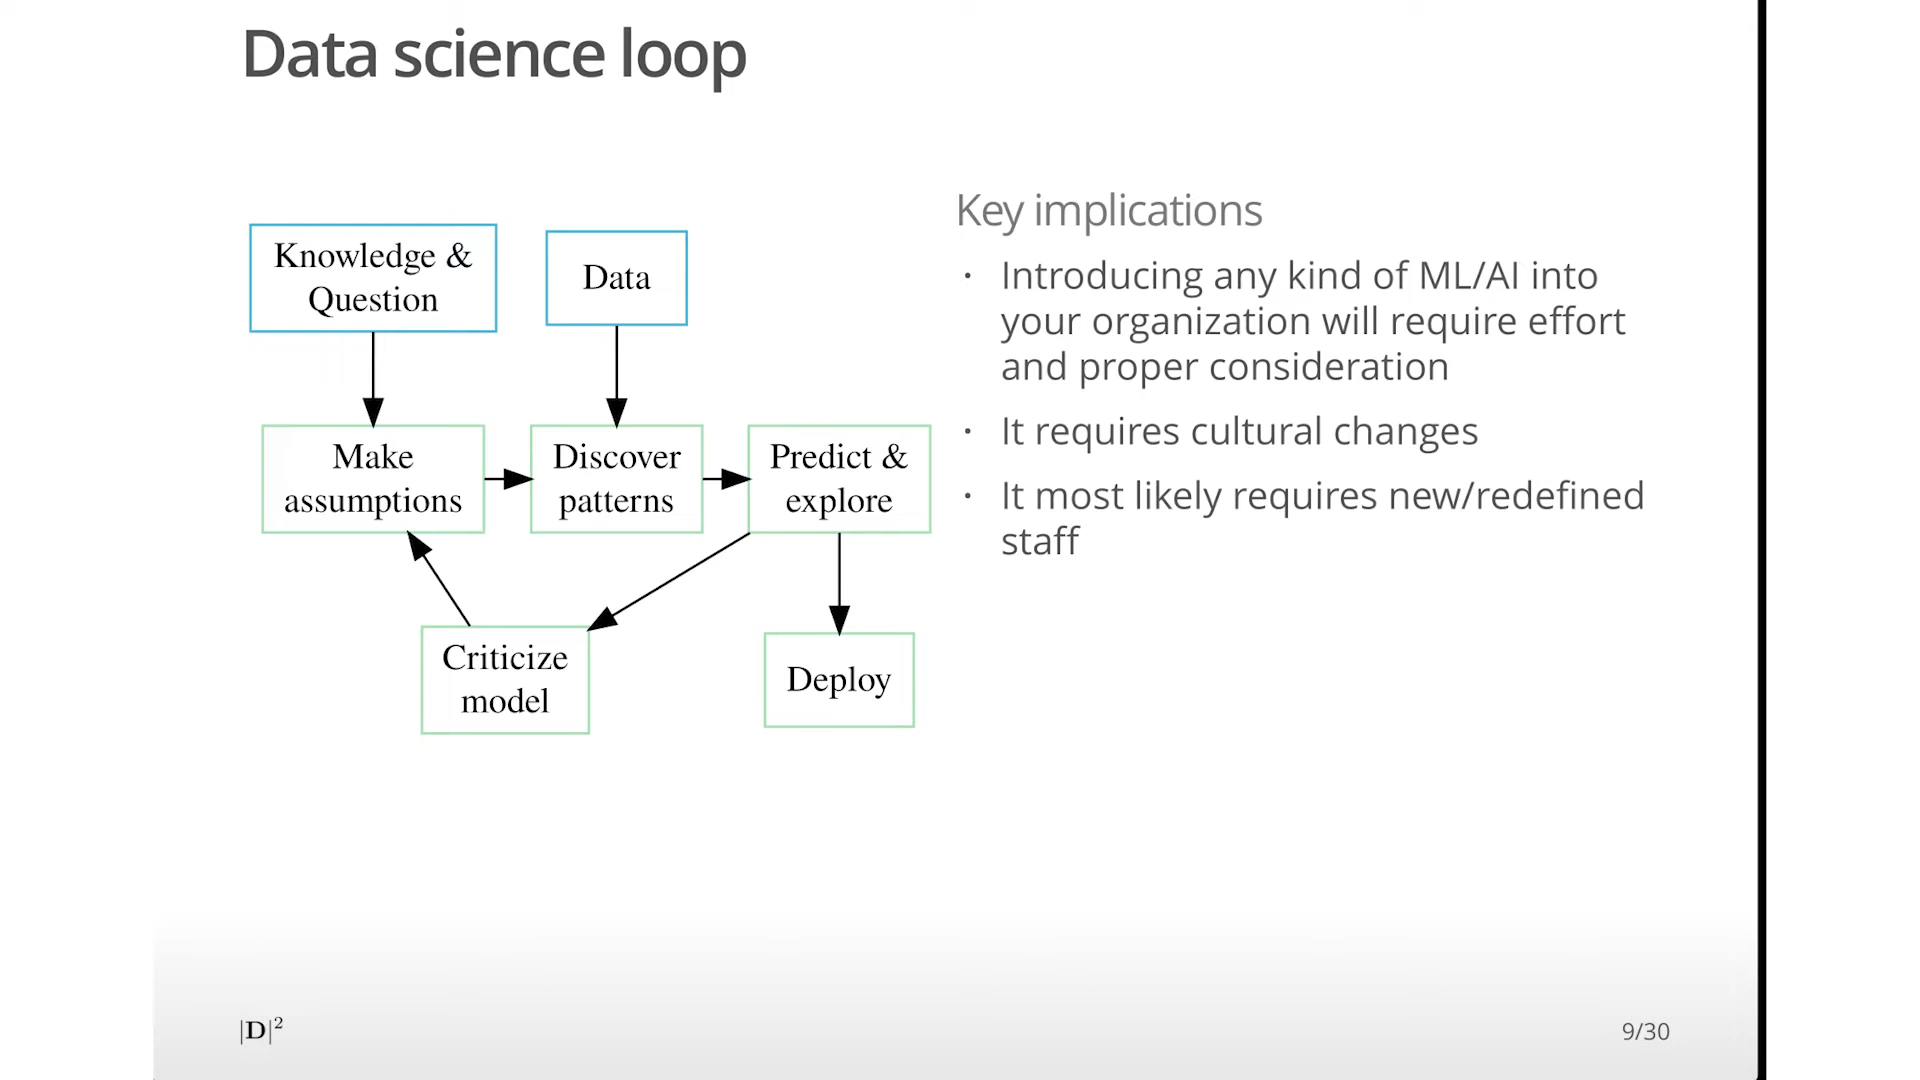 Data science loop
Knowledge &
Question
Data
Make
assumptions
Discover
patterns
Predict &
explore
Criticize
model
Deploy
Key implications
· Introducing any kind of ML/AI into
your organization will require effort
and proper consideration
· It requires cultural changes
· It most likely requires new/redefined
staff
|D|²
9/30